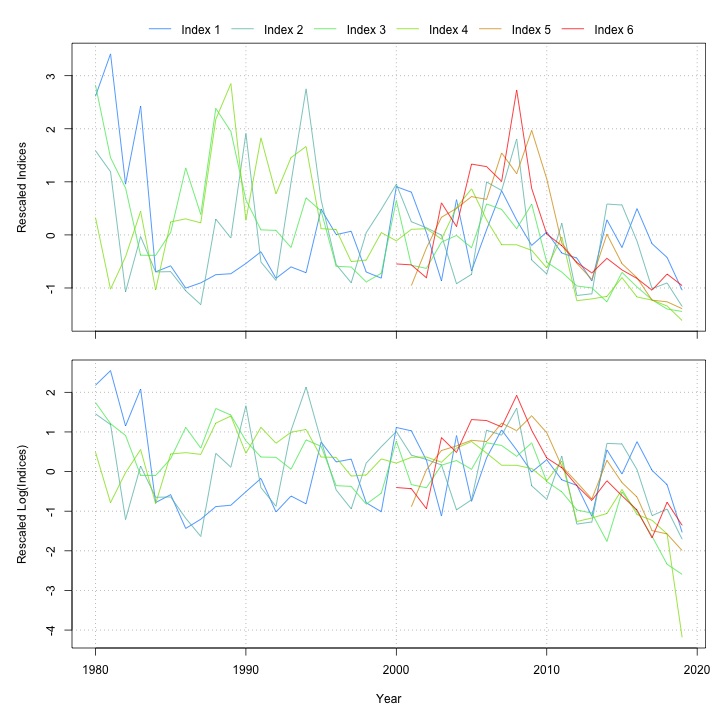 Index 1 Index 2 Index 3 Index 4 Index 5 Index 6
Rescaled Indices
3
2
1
0
-1
Rescaled Log(Indices)
2
1
0
-1
-2
-3
-4
1980 1990 2000 2010 2020
Year